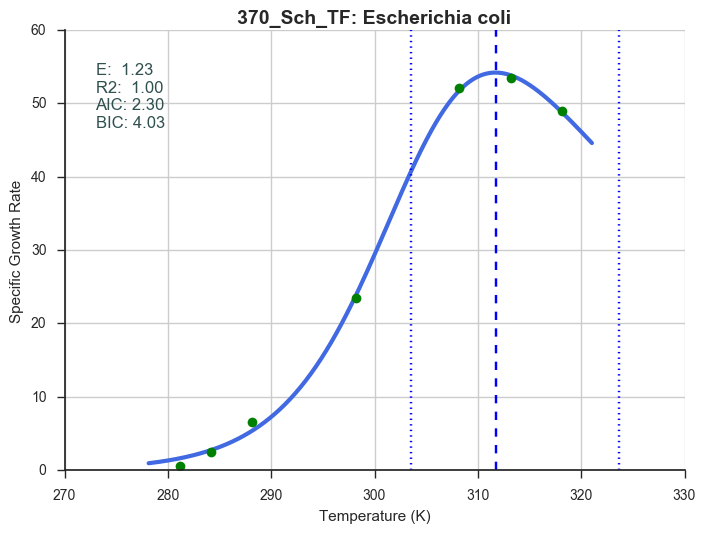 370_Sch_TF: Escherichia coli
60
50
40
30
20
10
0
E: 1.23
R2: 1.00
AIC: 2.30
BIC: 4.03
Specific Growth Rate
270 280 290 300 310 320 330
Temperature (K)